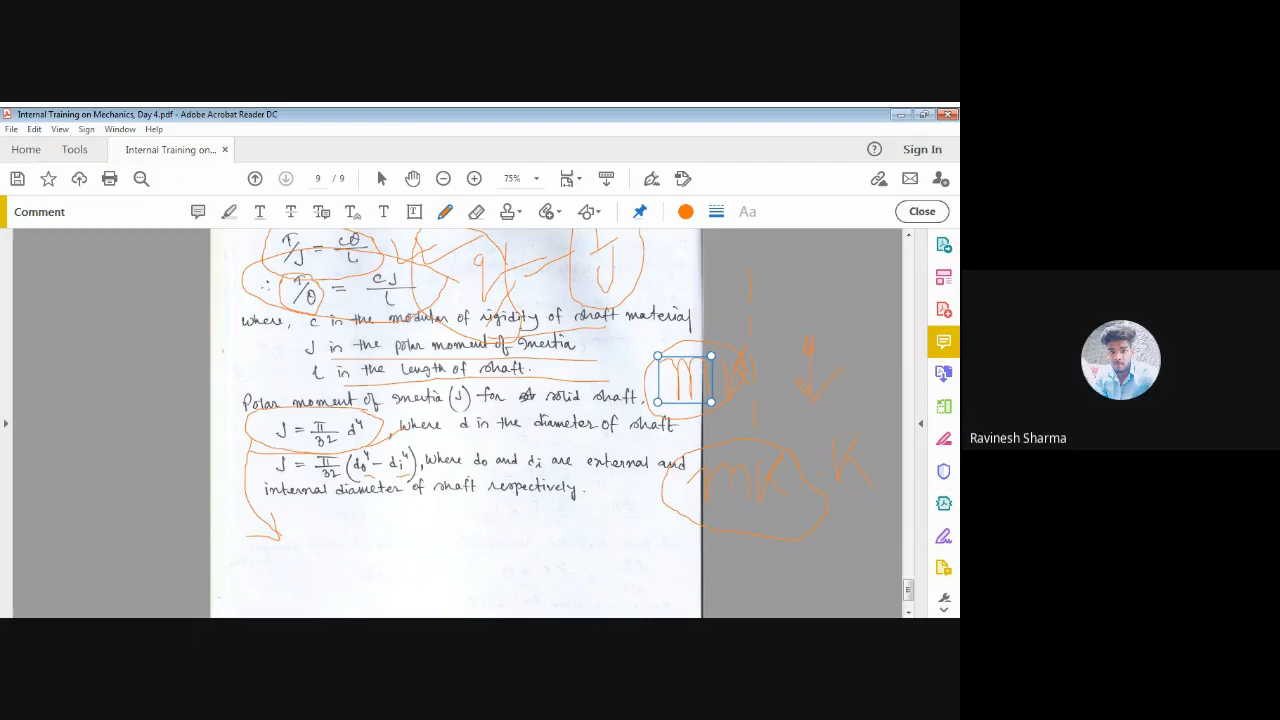 Internal Training on Mechanics, Day 4.pdf - Adobe Acrobat Reader DC
File Edit View Sign Window Help
Home Tools Internal Training on... × Sign In
9 / 9 75%
Comment Aa Close
T/J = cθ/l
∴ T/θ = cJ/l
where, c is the modulus of rigidity of shaft material
J is the polar moment of Inertia
l is the length of shaft.
Polar moment of Inertia (J) for solid shaft,
J = π/32 d⁴, where d is the diameter of shaft
J = π/32 (do⁴ - di⁴), where do and di are external and
internal diameter of shaft respectively.
m
mK . K
Ravinesh Sharma